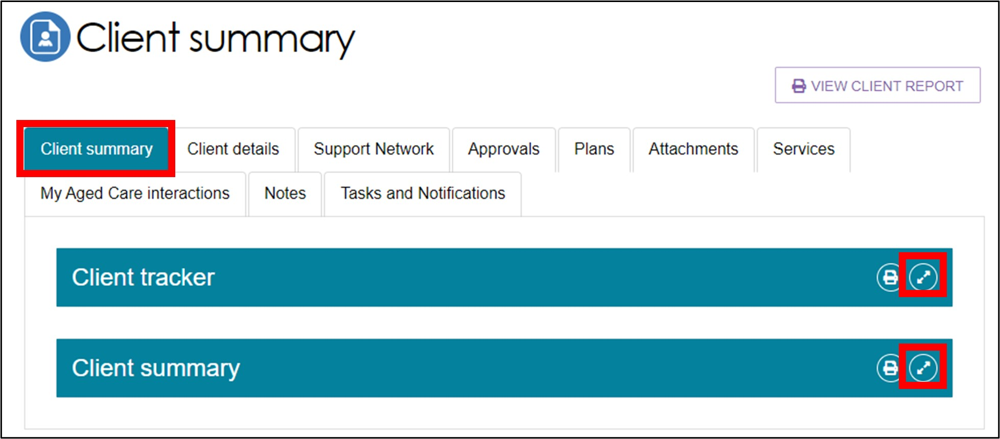 Client summary
VIEW CLIENT REPORT
Client summary Client details Support Network Approvals Plans Attachments Services
My Aged Care interactions Notes Tasks and Notifications
Client tracker
Client summary